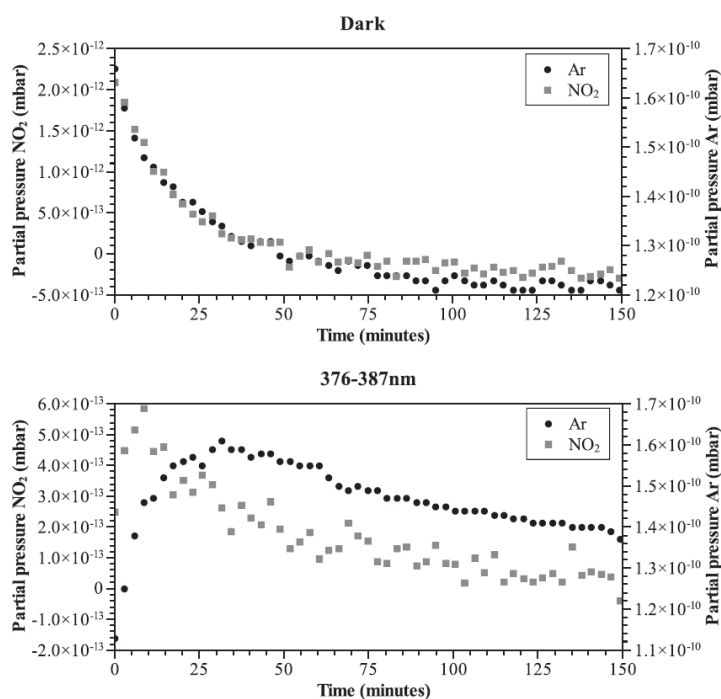 Dark
Partial pressure NO₂ (mbar)
2.5×10⁻¹²
2.0×10⁻¹²
1.5×10⁻¹²
1.0×10⁻¹²
5.0×10⁻¹³
0
-5.0×10⁻¹³
Ar
NO₂
1.7×10⁻¹⁰
1.6×10⁻¹⁰
1.5×10⁻¹⁰
1.4×10⁻¹⁰
1.3×10⁻¹⁰
1.2×10⁻¹⁰
1.2×10⁻¹⁰
Partial pressure Ar (mbar)
0 25 50 75 100 125 150
Time (minutes)
376-387nm
Partial pressure NO₂ (mbar)
6.0×10⁻¹³
5.0×10⁻¹³
4.0×10⁻¹³
3.0×10⁻¹³
2.0×10⁻¹³
1.0×10⁻¹³
0
-1.0×10⁻¹³
-2.0×10⁻¹³
Ar
NO₂
1.7×10⁻¹⁰
1.6×10⁻¹⁰
1.5×10⁻¹⁰
1.4×10⁻¹⁰
1.3×10⁻¹⁰
1.2×10⁻¹⁰
1.1×10⁻¹⁰
Partial pressure Ar (mbar)
0 25 50 75 100 125 150
Time (minutes)